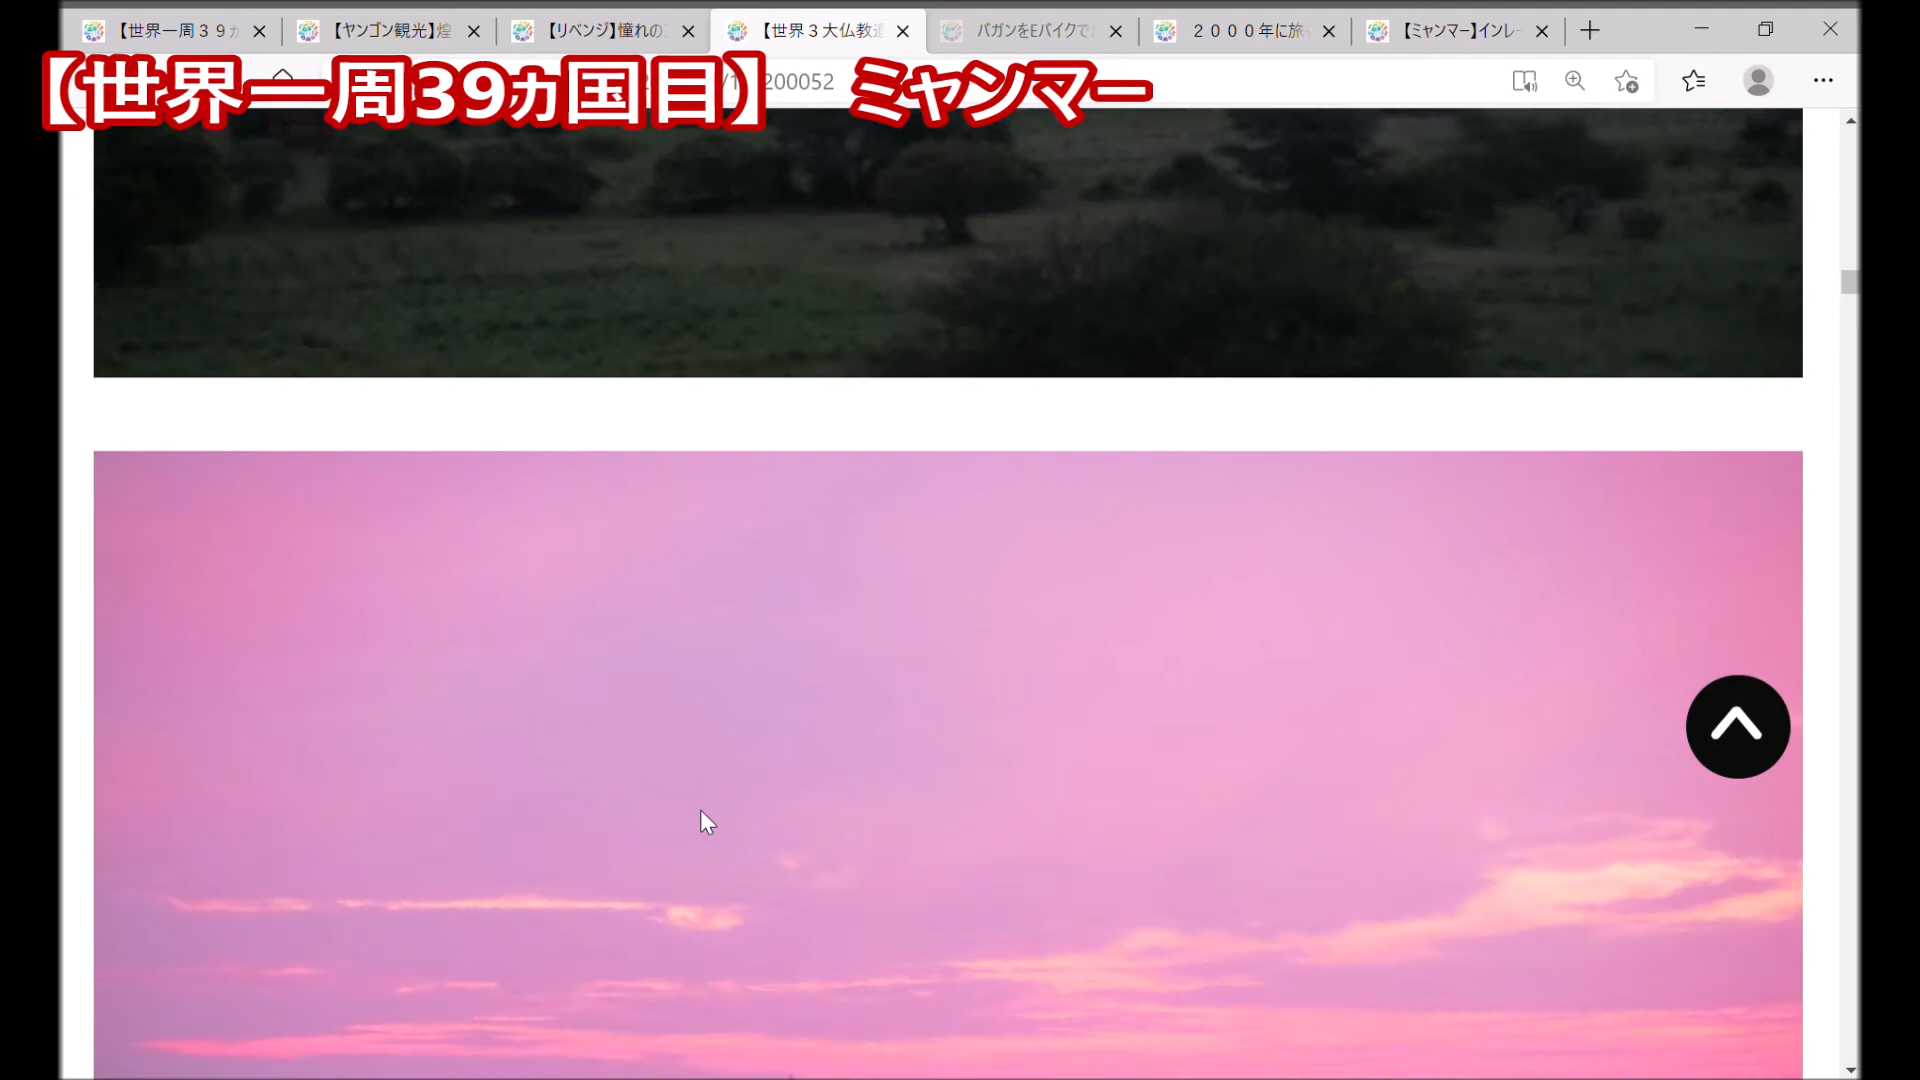 【世界一周３９カ
【ヤンゴン観光】煌
【リベンジ】憧れの
【世界３大仏教遺
バガンをEバイクで
２０００年に旅
【ミャンマー】インレー
200052
【世界一周39ヵ国目】 ミャンマー